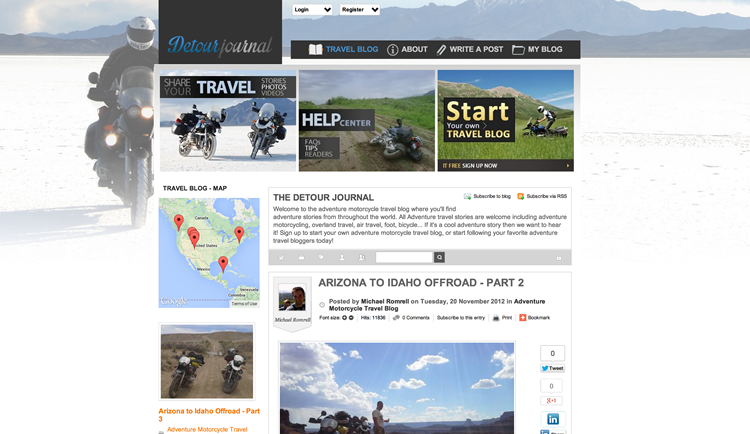 Login
Register
Detour journal
TRAVEL BLOG
ABOUT
WRITE A POST
MY BLOG
SHARE YOUR TRAVEL STORIES PHOTOS VIDEOS
HELP CENTER
FAQs
TIPS
READERS
Start
Your own
TRAVEL BLOG
IT FREE SIGN UP NOW
TRAVEL BLOG - MAP
Canada
United States
Mexico
Venezuela
Colombia
Google
Terms of Use
THE DETOUR JOURNAL
Subscribe to blog
Subscribe via RSS
Welcome to the adventure motorcycle travel blog where you'll find
adventure stories from throughout the world. All Adventure travel stories are welcome including adventure
motorcycling, overland travel, air travel, foot, bicycle... If it's a cool adventure story then we want to hear
it! Sign up to start your own adventure motorcycle travel blog, or start following your favorite adventure
travel bloggers today!
ARIZONA TO IDAHO OFFROAD - PART 2
Michael Romrell
Posted by Michael Romrell on Tuesday, 20 November 2012 in Adventure
Motorcycle Travel Blog
Font size: Hits: 11836 0 Comments Subscribe to this entry Print Bookmark
0
Tweet
0
+1
in
Arizona to Idaho Offroad - Part
3
Adventure Motorcycle Travel